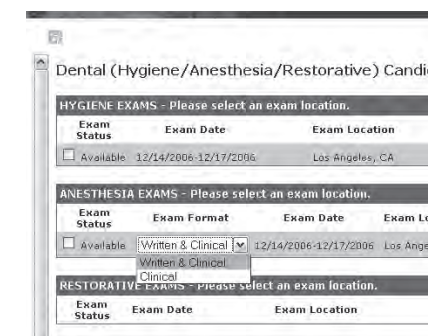 Dental (Hygiene/Anesthesia/Restorative) Candi
HYGIENE EXAMS - Please select an exam location.
Exam Status Exam Date Exam Location
Available 12/14/2006-12/17/2006 Los Angeles, CA
ANESTHESIA EXAMS - Please select an exam location.
Exam Status Exam Format Exam Date Exam Lo
Available Written & Clinical 12/14/2006-12/17/2006 Los Ange
Written & Clinical
Clinical
RESTORATIVE EXAMS - Please select an exam location.
Exam Status Exam Date Exam Location